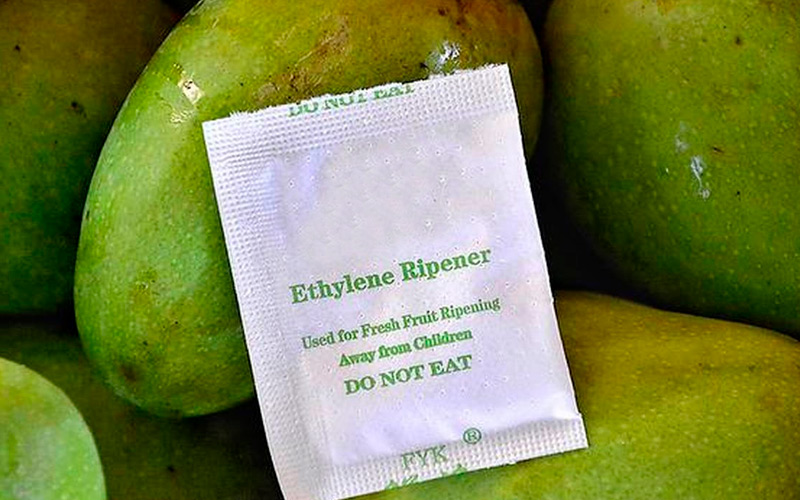 DO NOT EAT
Ethylene Ripener
Used for Fresh Fruit Ripening
Away from Children
DO NOT EAT
FYK ®